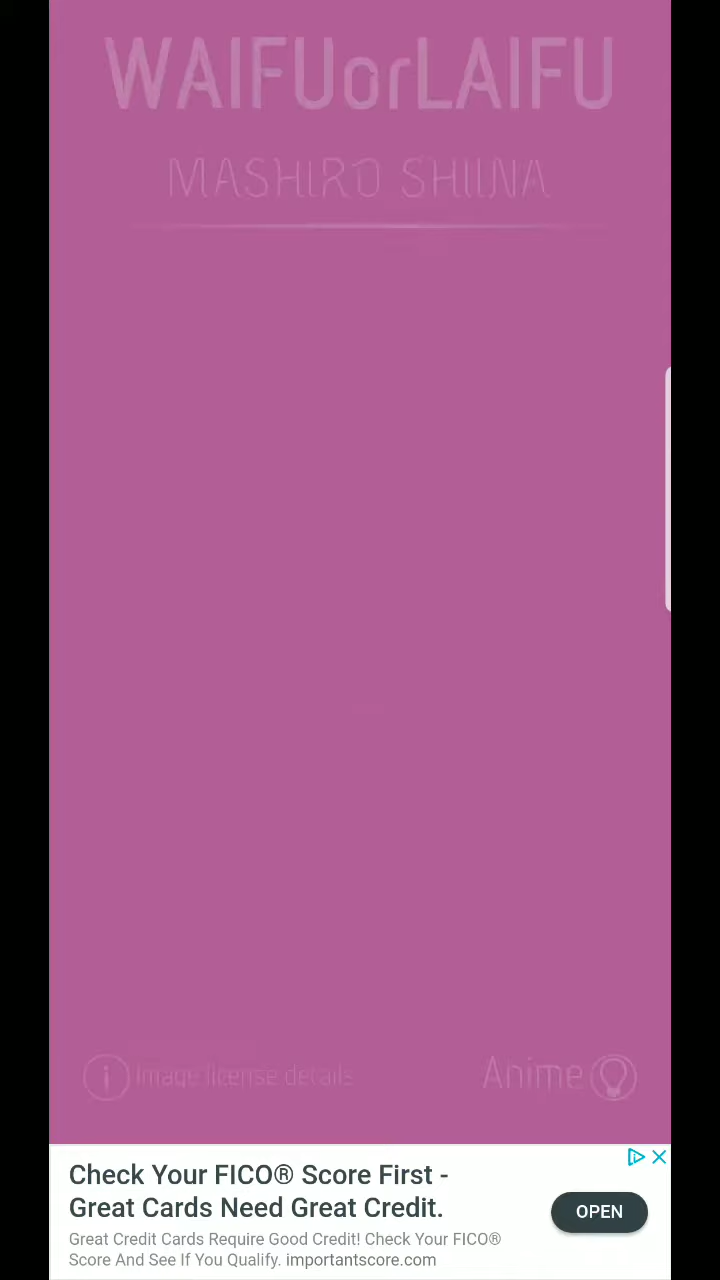 WAIFUorLAIFU
MASHIRO SHIINA
Image license details
Anime
Check Your FICO® Score First -
Great Cards Need Great Credit.
OPEN
Great Credit Cards Require Good Credit! Check Your FICO®
Score And See If You Qualify. importantscore.com